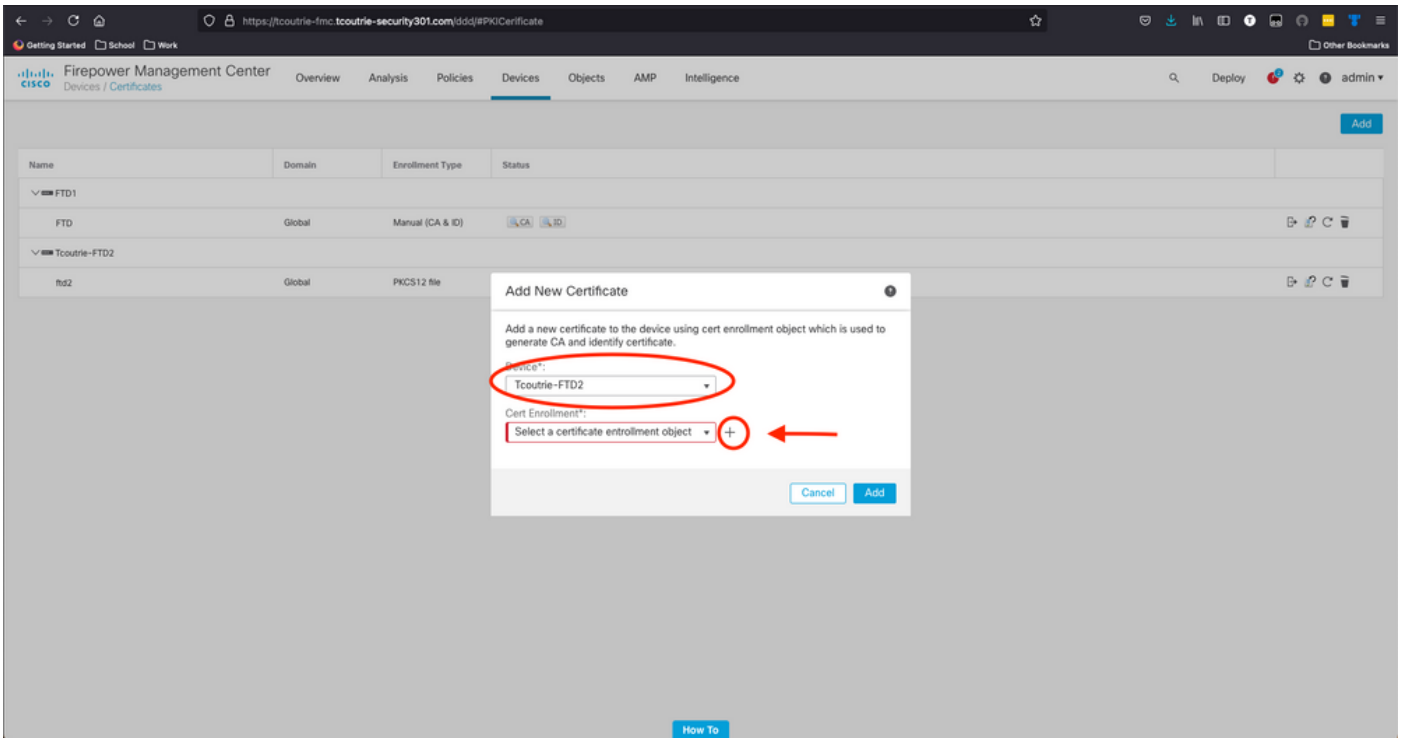 https://tcoutrie-fmc.tcoutrie-security301.com/ddd/#PKICerificate
Getting Started School Work Other Bookmarks
CISCO Firepower Management Center
Devices / Certificates
Overview Analysis Policies Devices Objects AMP Intelligence Deploy admin
Add
Name Domain Enrollment Type Status
FTD1
FTD Global Manual (CA & ID) CA ID
Tcoutrie-FTD2
ftd2 Global PKCS12 file
Add New Certificate
Add a new certificate to the device using cert enrollment object which is used to
generate CA and identify certificate.
Device*:
Tcoutrie-FTD2
Cert Enrollment*:
Select a certificate entrollment object
Cancel Add
How To